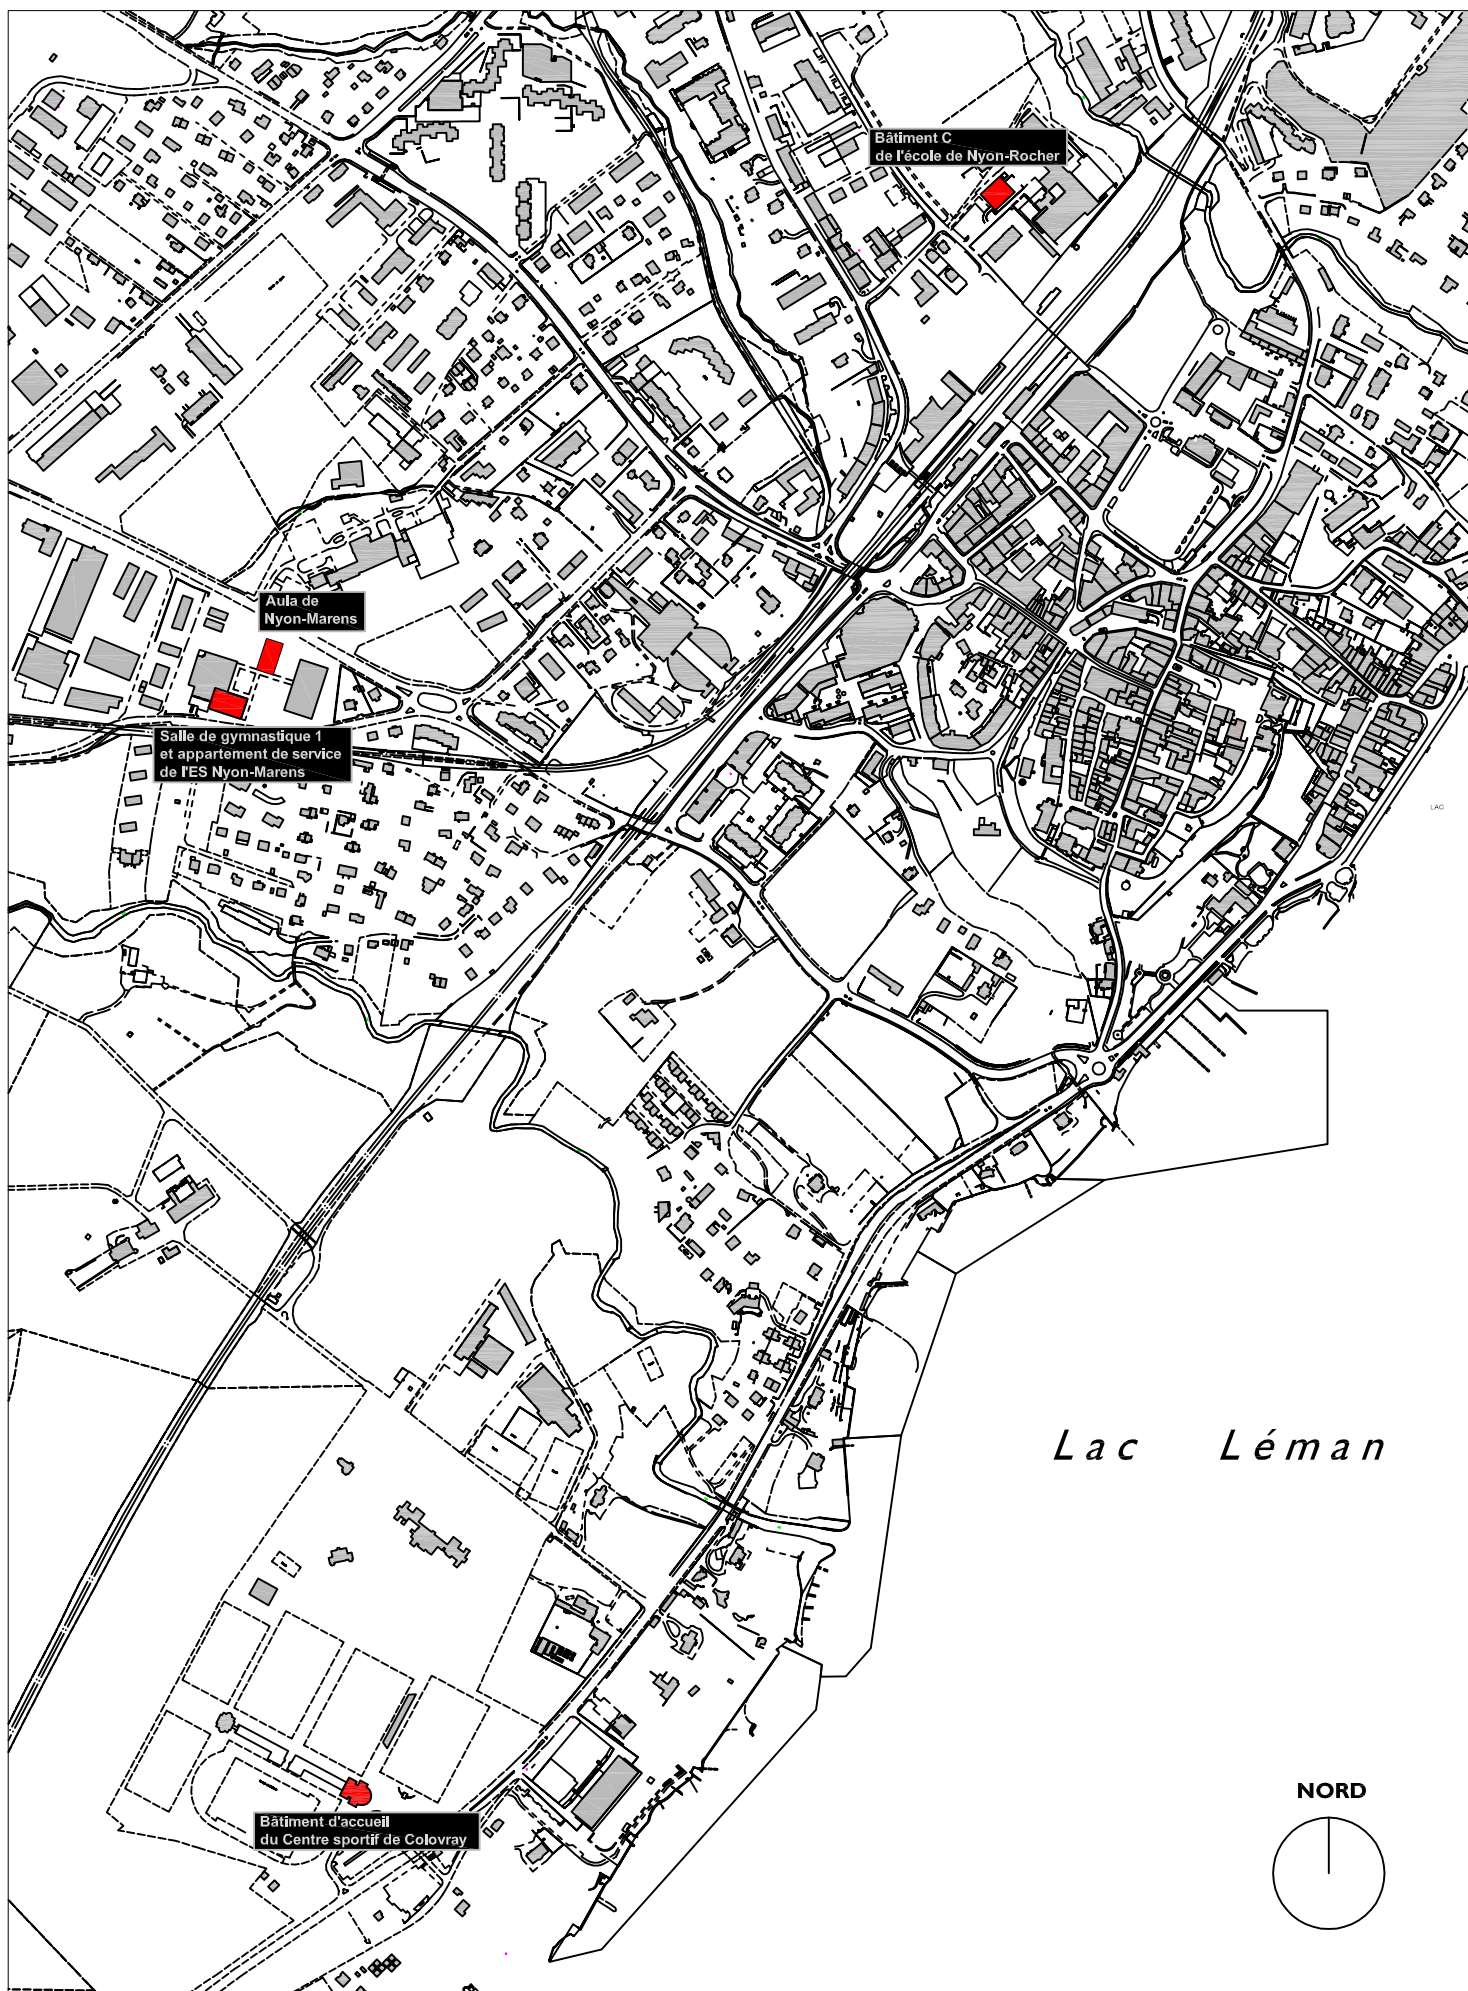 Bâtiment C
de l'école de Nyon-Rocher
Aula de
Nyon-Marens
Salle de gymnastique 1
et appartement de service
de l'ES Nyon-Marens
LAC
Lac Léman
NORD
Bâtiment d'accueil
du Centre sportif de Colovray